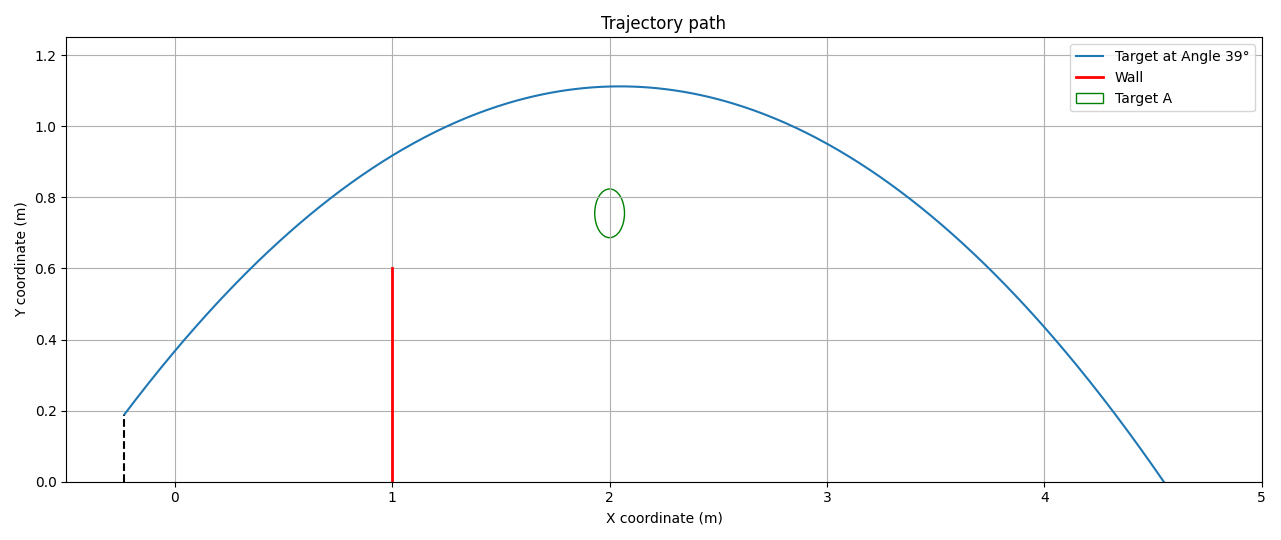 Trajectory path
Target at Angle 39°
Wall
Target A
Y coordinate (m)
1.2
1.0
0.8
0.6
0.4
0.2
0.0
0 1 2 3 4 5
X coordinate (m)